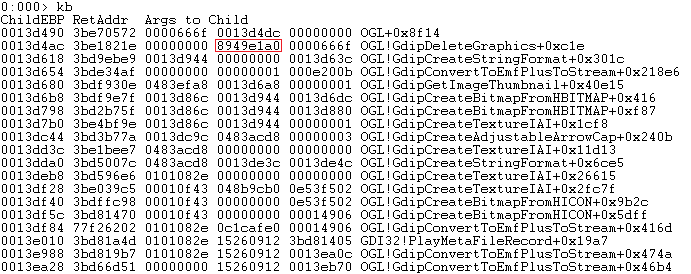 0:000> kb
ChildEBP RetAddr  Args to Child
0013d490 3be70572 0000666f 0013d4dc 00000000 OGL+0x8f14
0013d4ac 3be1821e 00000000 8949e1a0 0000666f OGL!GdipDeleteGraphics+0xc1e
0013d618 3bd9ebe9 0013d944 00000000 0013d63c OGL!GdipCreateStringFormat+0x301c
0013d654 3bde34af 00000000 00000001 000e200b OGL!GdipConvertToEmfPlusToStream+0x218e6
0013d680 3bdf930e 0483efa8 0013d6a8 00000001 OGL!GdipGetImageThumbnail+0x40e15
0013d6b8 3bdf9e7f 0013d86c 0013d944 0013d6dc OGL!GdipCreateBitmapFromHBITMAP+0x416
0013d798 3bd2b75f 0013d86c 0013d944 0013d880 OGL!GdipCreateBitmapFromHBITMAP+0xf87
0013d7b0 3be4bf9e 0013d86c 0013d944 00000001 OGL!GdipCreateTextureIAI+0x1cf8
0013dc44 3bd3b77a 0013dc9c 0483acd8 00000003 OGL!GdipCreateAdjustableArrowCap+0x240b
0013dd3c 3be1bee7 0483acd8 00000000 00000000 OGL!GdipCreateTextureIAI+0x11d13
0013dda0 3bd5007c 0483acd8 0013de3c 0013de4c OGL!GdipCreateStringFormat+0x6ce5
0013deb8 3bd596e6 0101082e 00000000 00000000 OGL!GdipCreateTextureIAI+0x26615
0013df28 3be039c5 00010f43 048b9cb0 0e53f502 OGL!GdipCreateTextureIAI+0x2fc7f
0013df40 3bdffc98 00010f43 00000000 0e53f502 OGL!GdipCreateBitmapFromHICON+0x9b2c
0013df5c 3bd81470 00010f43 00000000 00014906 OGL!GdipCreateBitmapFromHICON+0x5dff
0013df84 77f26202 0101082e 0c1cafe0 00014906 OGL!GdipConvertToEmfPlusToStream+0x416d
0013e010 3bd81a4d 0101082e 15260912 3bd81405 GDI32!PlayMetaFileRecord+0x19a7
0013e988 3bd819b7 0101082e 15260912 0013ea0c OGL!GdipConvertToEmfPlusToStream+0x474a
0013ea28 3bd66d51 00000000 15260912 0013eb70 OGL!GdipConvertToEmfPlusToStream+0x46b4